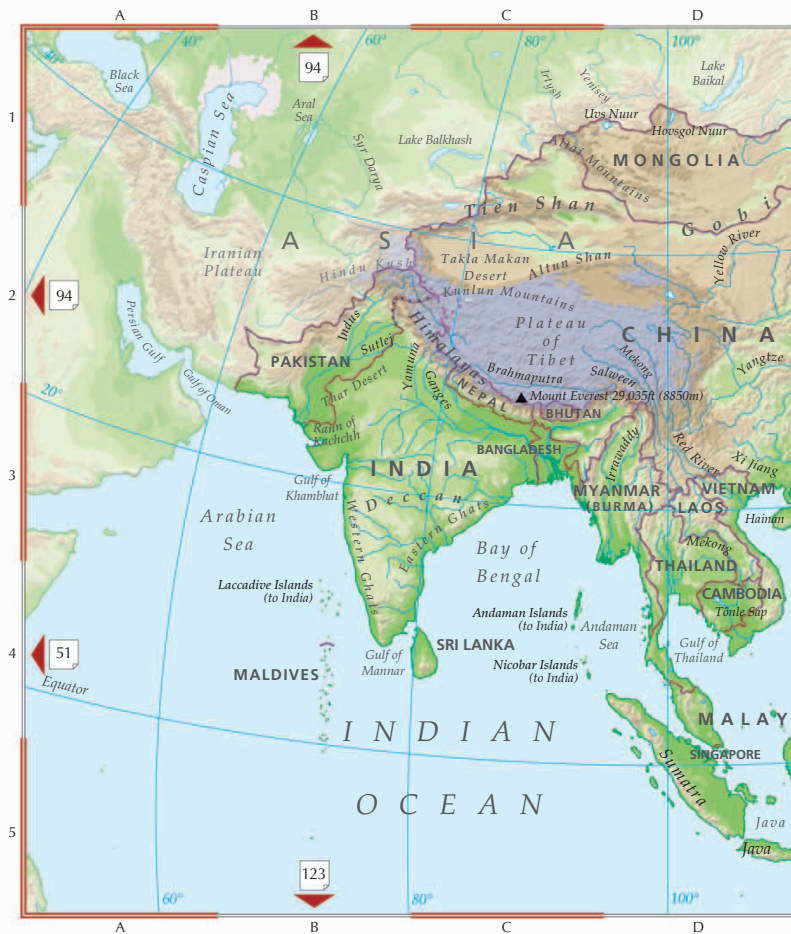 A
B
C
D
40°
40°
60°
80°
100°
94
Black
Sea
Aral
Sea
Irtysh
Yenisey
Lake
Baikal
1
Caspian Sea
Syr Darya
Lake Balkhash
Uvs Nuur
Hovsgol Nuur
Altai Mountains
MONGOLIA
Tien Shan
Gobi
ASIA
Iranian
Plateau
Hindu Kush
Takla Makan
Desert
Altun Shan
Yellow River
2
94
Kunlun Mountains
Persian Gulf
Indus
Sutlej
Himalayas
Plateau
of
Tibet
CHINA
PAKISTAN
Thar Desert
Yamuna
Ganges
Brahmaputra
Salween
Mekong
Yangtze
Gulf of Oman
20°
NEPAL
Mount Everest 29,035ft (8850m)
BHUTAN
Rann of
Kachchh
BANGLADESH
Irrawaddy
Red River
Xi Jiang
3
INDIA
Gulf of
Khambhat
Deccan
MYANMAR
(BURMA)
VIETNAM
LAOS
Hainan
Arabian
Sea
Western Ghats
Eastern Ghats
Bay of
Bengal
Mekong
THAILAND
Laccadive Islands
(to India)
CAMBODIA
Tônle Sap
Andaman Islands
(to India)
Andaman
Sea
4
51
SRI LANKA
Gulf of
Mannar
Gulf of
Thailand
Nicobar Islands
(to India)
MALDIVES
Equator
MALAY
INDIAN
SINGAPORE
Sumatra
OCEAN
5
Java
Java
123
60°
80°
100°
A
B
C
D